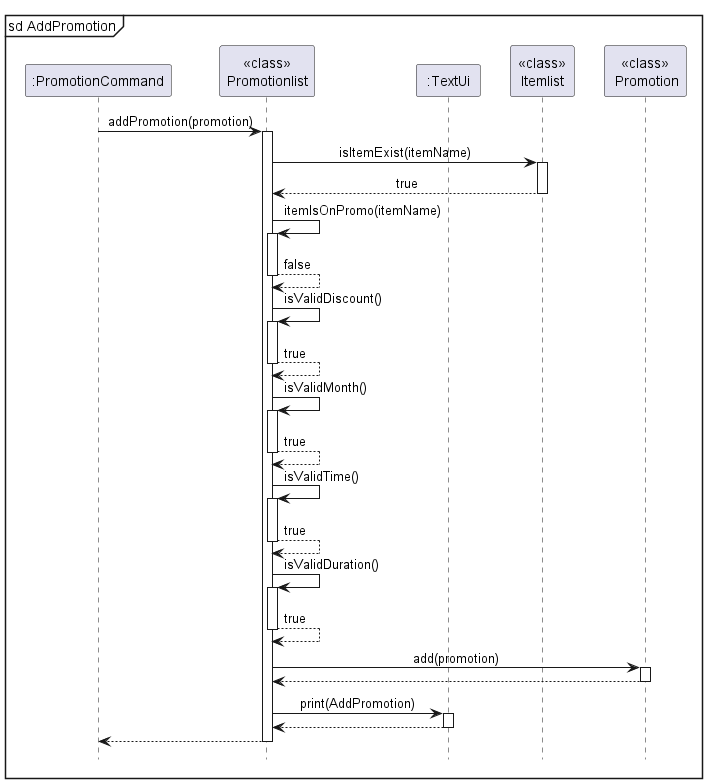 sd AddPromotion
:PromotionCommand
«class»
Promotionlist
:TextUi
«class»
Itemlist
«class»
Promotion
addPromotion(promotion)
isItemExist(itemName)
true
itemIsOnPromo(itemName)
false
isValidDiscount()
true
isValidMonth()
true
isValidTime()
true
isValidDuration()
true
add(promotion)
print(AddPromotion)